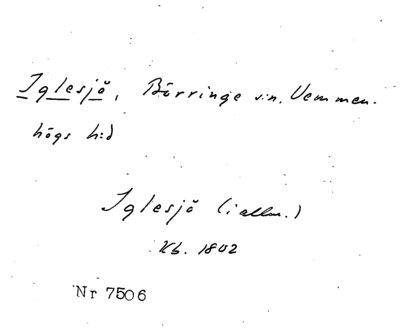 Iglesjö, Börringe sn. Vemmen-
högs h:d
Iglesjö (i allm.)
Kb. 1802
Nr 7506